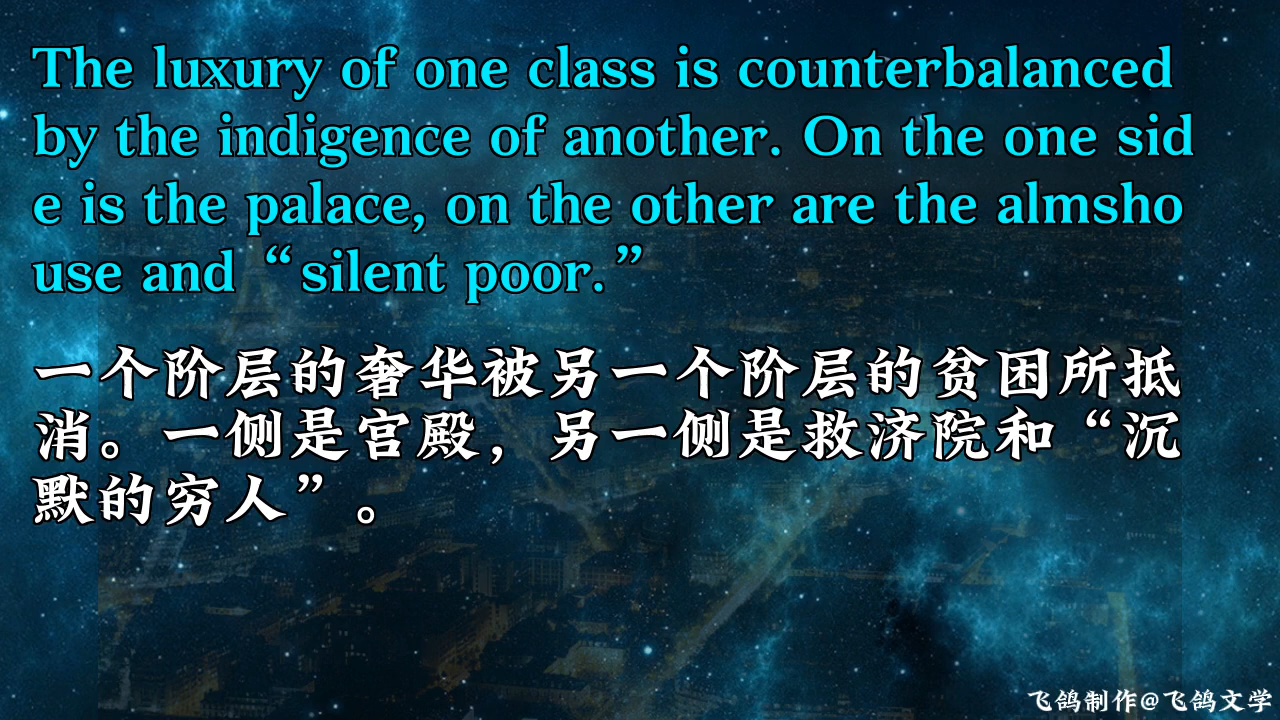 The luxury of one class is counterbalanced
by the indigence of another. On the one sid
e is the palace, on the other are the almsho
use and “silent poor.”
一个阶层的奢华被另一个阶层的贫困所抵
消。一侧是宫殿，另一侧是救济院和“沉
默的穷人”。
飞鸽制作@飞鸽文学